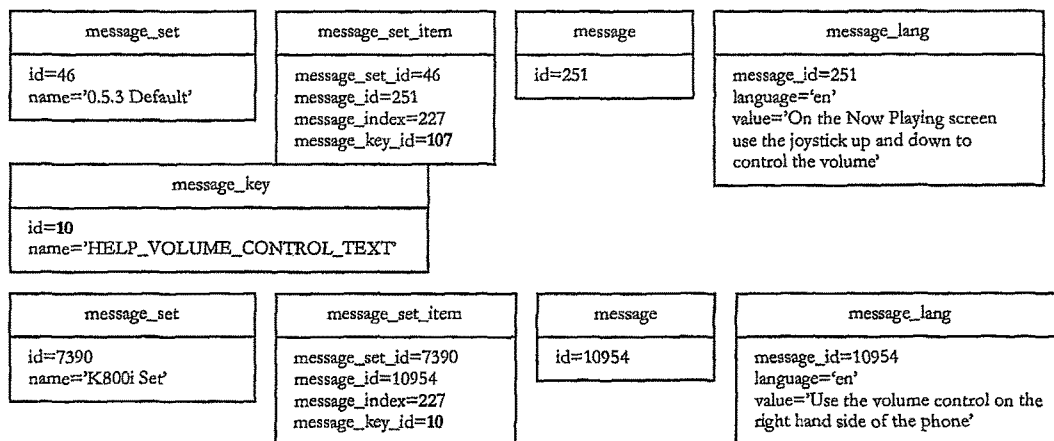 message_set
id=46
name='0.5.3 Default'
message_set_item
message_set_id=46
message_id=251
message_index=227
message_key_id=107
message
id=251
message_lang
message_id=251
language='en'
value='On the Now Playing screen
use the joystick up and down to
control the volume'
message_key
id=10
name='HELP_VOLUME_CONTROL_TEXT'
message_set
id=7390
name='K800i Set'
message_set_item
message_set_id=7390
message_id=10954
message_index=227
message_key_id=10
message
id=10954
message_lang
message_id=10954
language='en'
value='Use the volume control on the
right hand side of the phone'